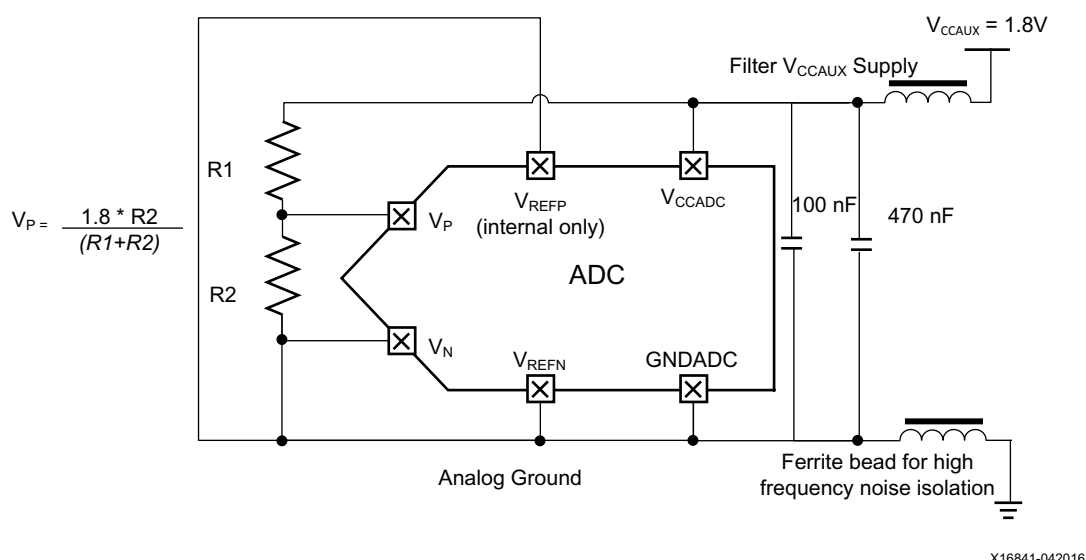 V_CCAUX = 1.8V
Filter V_CCAUX Supply
R1
V_REFP
(internal only)
V_CCADC
V_P
V_P = 1.8 * R2
(R1+R2)
100 nF
470 nF
ADC
R2
V_N
V_REFN
GNDADC
Analog Ground
Ferrite bead for high
frequency noise isolation
X16841-042016